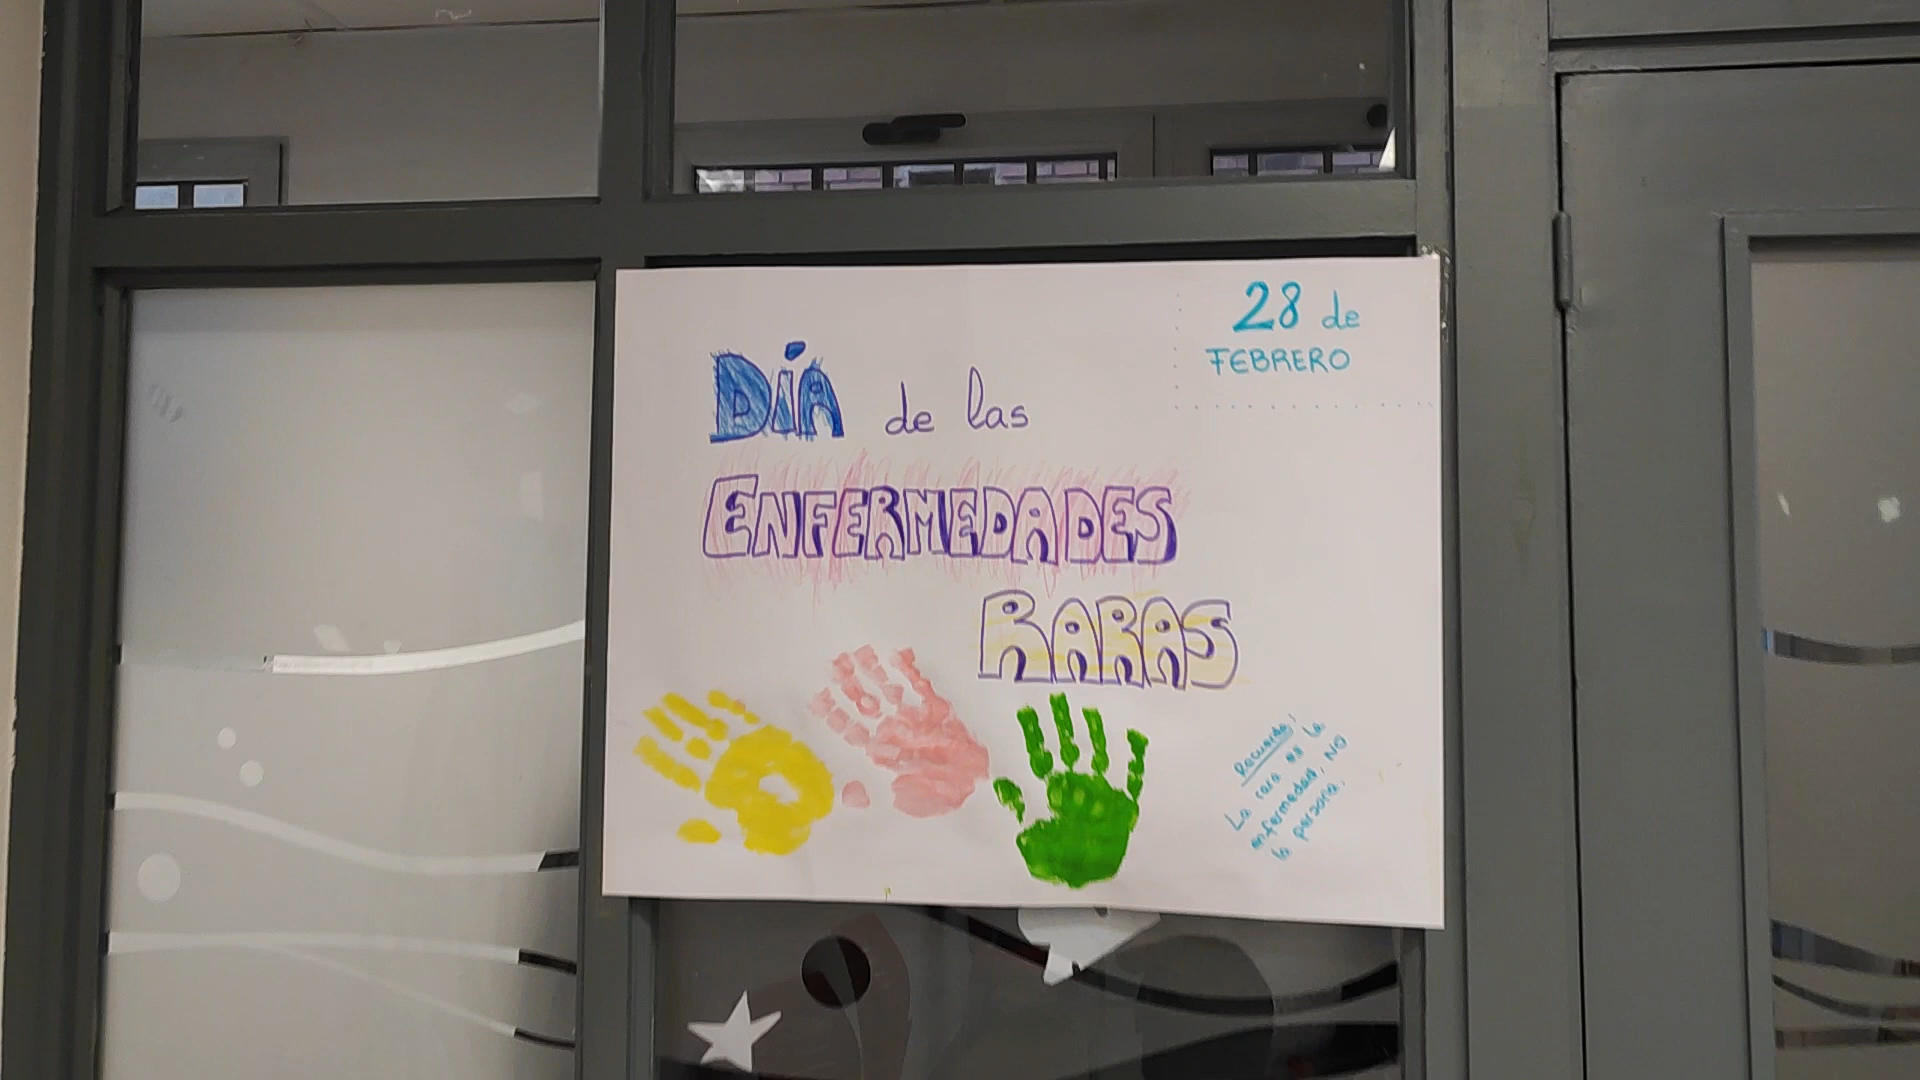 28 de
FEBRERO
DÍA de las
ENFERMEDADES
RARAS
Recuerda,
La rara es la
enfermedad, NO
la persona.